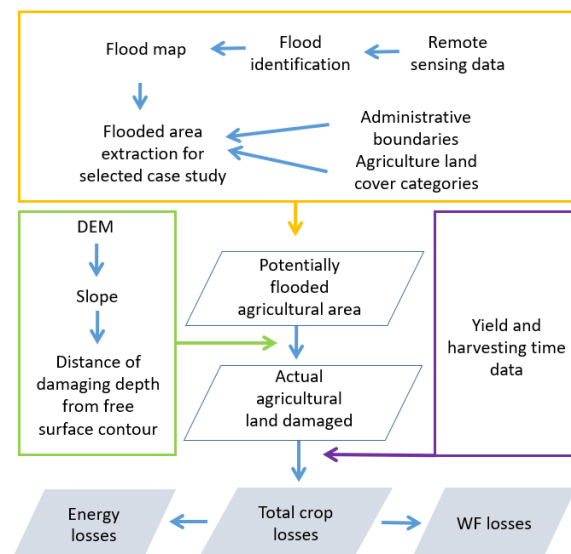 Flood map
Flood
identification
Remote
sensing data
Flooded area
extraction for
selected case study
Administrative
boundaries
Agriculture land
cover categories
DEM
Slope
Distance of
damaging depth
from free
surface contour
Potentially
flooded
agricultural area
Actual
agricultural
land damaged
Yield and
harvesting time
data
Energy
losses
Total crop
losses
WF losses